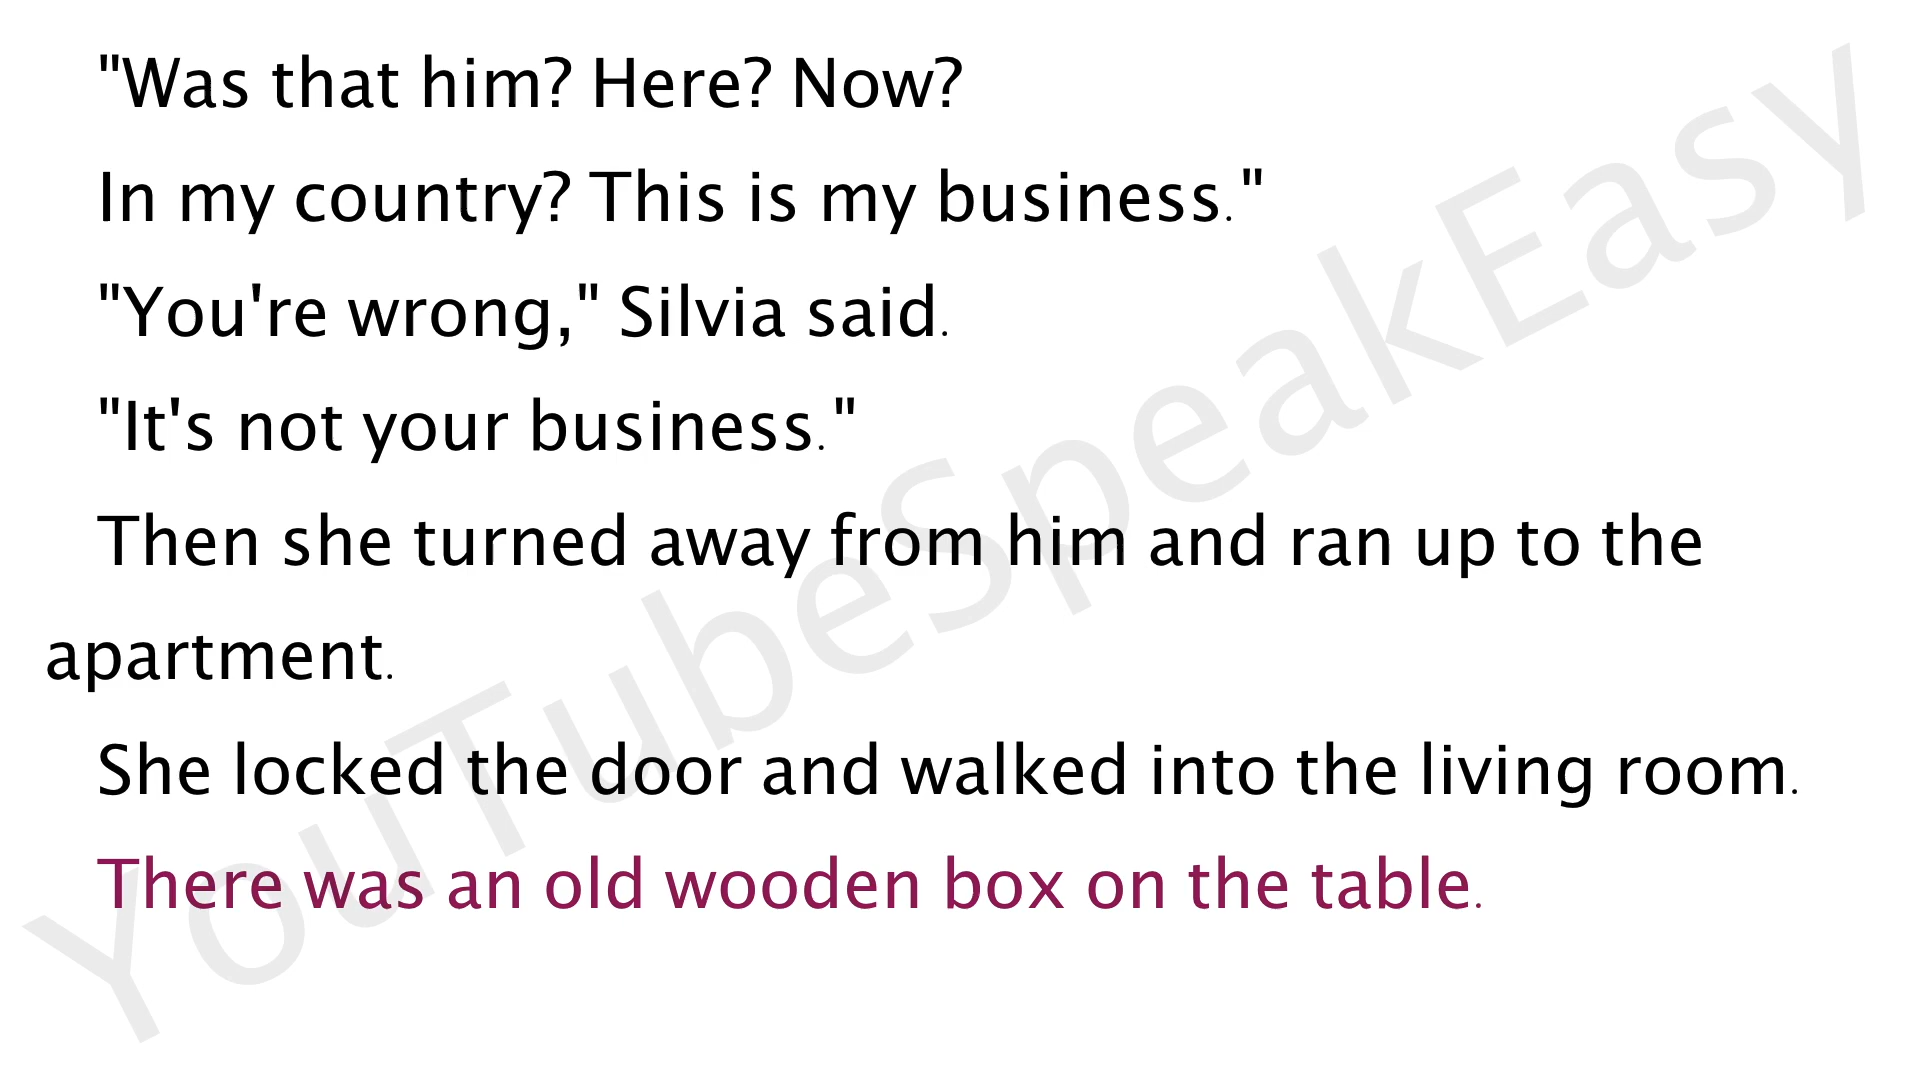 "Was that him? Here? Now?
In my country? This is my business."
"You're wrong," Silvia said.
"It's not your business."
Then she turned away from him and ran up to the
apartment.
She locked the door and walked into the living room.
There was an old wooden box on the table.
YouTubeSpeakEasy